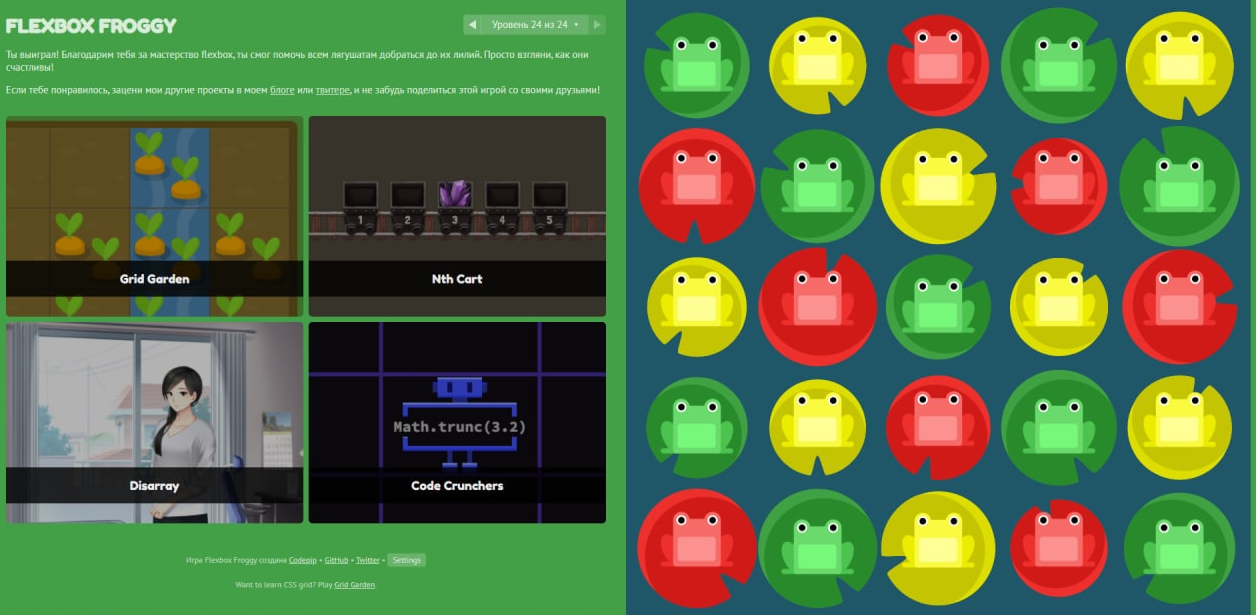 FLEXBOX FROGGY
Уровень 24 из 24
Ты выиграл! Благодарим тебя за мастерство flexbox, ты смог помочь всем лягушатам добраться до их лилий. Просто взгляни, как они
счастливы!
Если тебе понравилось, зацени мои другие проекты в моем блоге или твитере, и не забудь поделиться этой игрой со своими друзьями!
1 2 3 4 5
Grid Garden
Nth Cart
Math.trunc(3.2)
Disarray
Code Crunchers
Игра Flexbox Froggy создана Codepip • GitHub • Twitter • Settings
Want to learn CSS grid? Play Grid Garden.